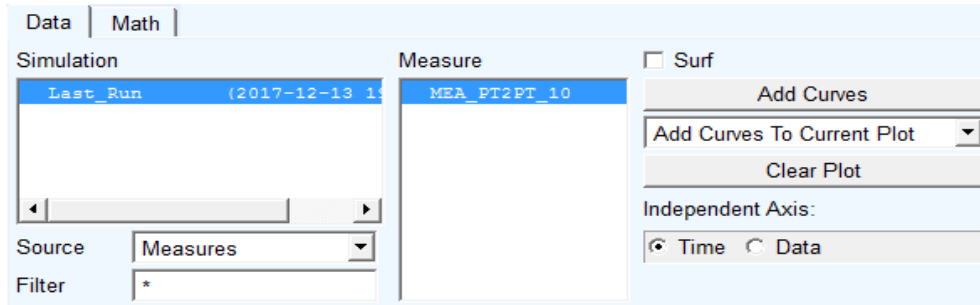 Data
Math
Simulation
Last_Run (2017-12-13 19
Source
Measures
Filter
*
Measure
MEA_PT2PT_10
Surf
Add Curves
Add Curves To Current Plot
Clear Plot
Independent Axis:
Time
Data